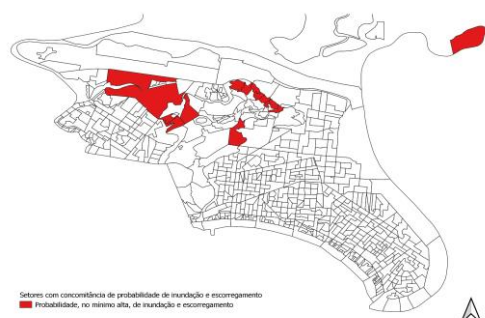 Setores com concomitância de probabilidade de inundação e escorregamento
Probabilidade, no mínimo alta, de inundação e escorregamento